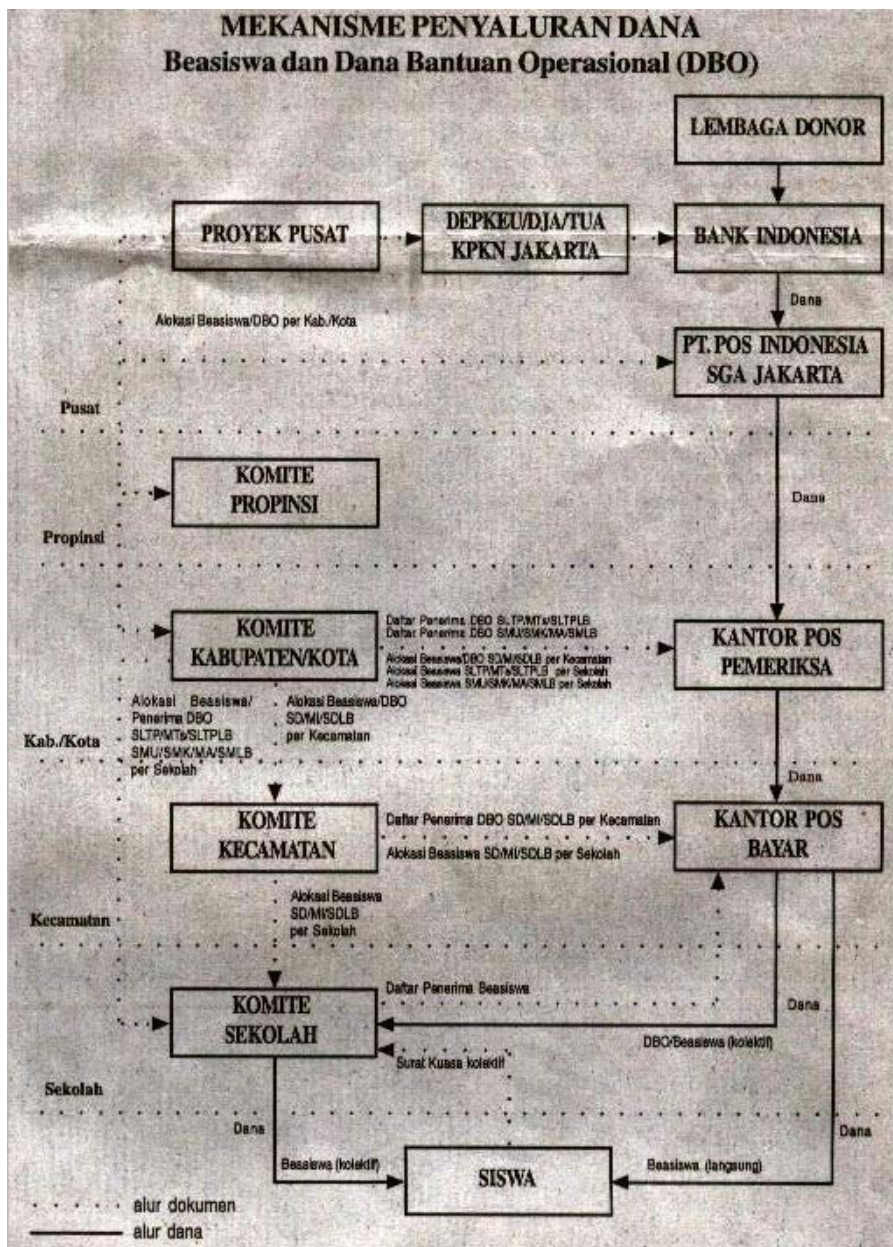 MEKANISME PENYALURAN DANA
Beasiswa dan Dana Bantuan Operasional (DBO)
LEMBAGA DONOR
PROYEK PUSAT
DEPKEU/DJA/TUA
KPKN JAKARTA
BANK INDONESIA
Dana
Alokasi Beasiswa/DBO per Kab./Kota
PT. POS INDONESIA
SGA JAKARTA
Pusat
KOMITE
PROPINSI
Dana
Propinsi
KOMITE
KABUPATEN/KOTA
Daftar Penerima DBO SLTP/MTs/SLTPLB
Daftar Penerima DBO SMU/SMK/MA/SMLB
Alokasi Beasiswa/DBO SD/MI/SDLB per Kecamatan
Alokasi Beasiswa SLTP/MTs/SLTPLB per Sekolah
Alokasi Beasiswa SMU/SMK/MA/SMLB per Sekolah
KANTOR POS
PEMERIKSA
Alokasi Beasiswa/
Penerima DBO
SLTP/MTs/SLTPLB
SMU/SMK/MA/SMLB
per Sekolah
Alokasi Beasiswa/DBO
SD/MI/SDLB
per Kecamatan
Kab./Kota
Dana
KOMITE
KECAMATAN
Daftar Penerima DBO SD/MI/SDLB per Kecamatan
Alokasi Beasiswa SD/MI/SDLB per Sekolah
KANTOR POS
BAYAR
Alokasi Beasiswa
SD/MI/SDLB
per Sekolah
Kecamatan
KOMITE
SEKOLAH
Daftar Penerima Beasiswa
Dana
DBO/Beasiswa (kolektif)
Surat Kuasa kolektif
Sekolah
Dana
Dana
Beasiswa (kolektif)
SISWA
Beasiswa (langsung)
alur dokumen
alur dana